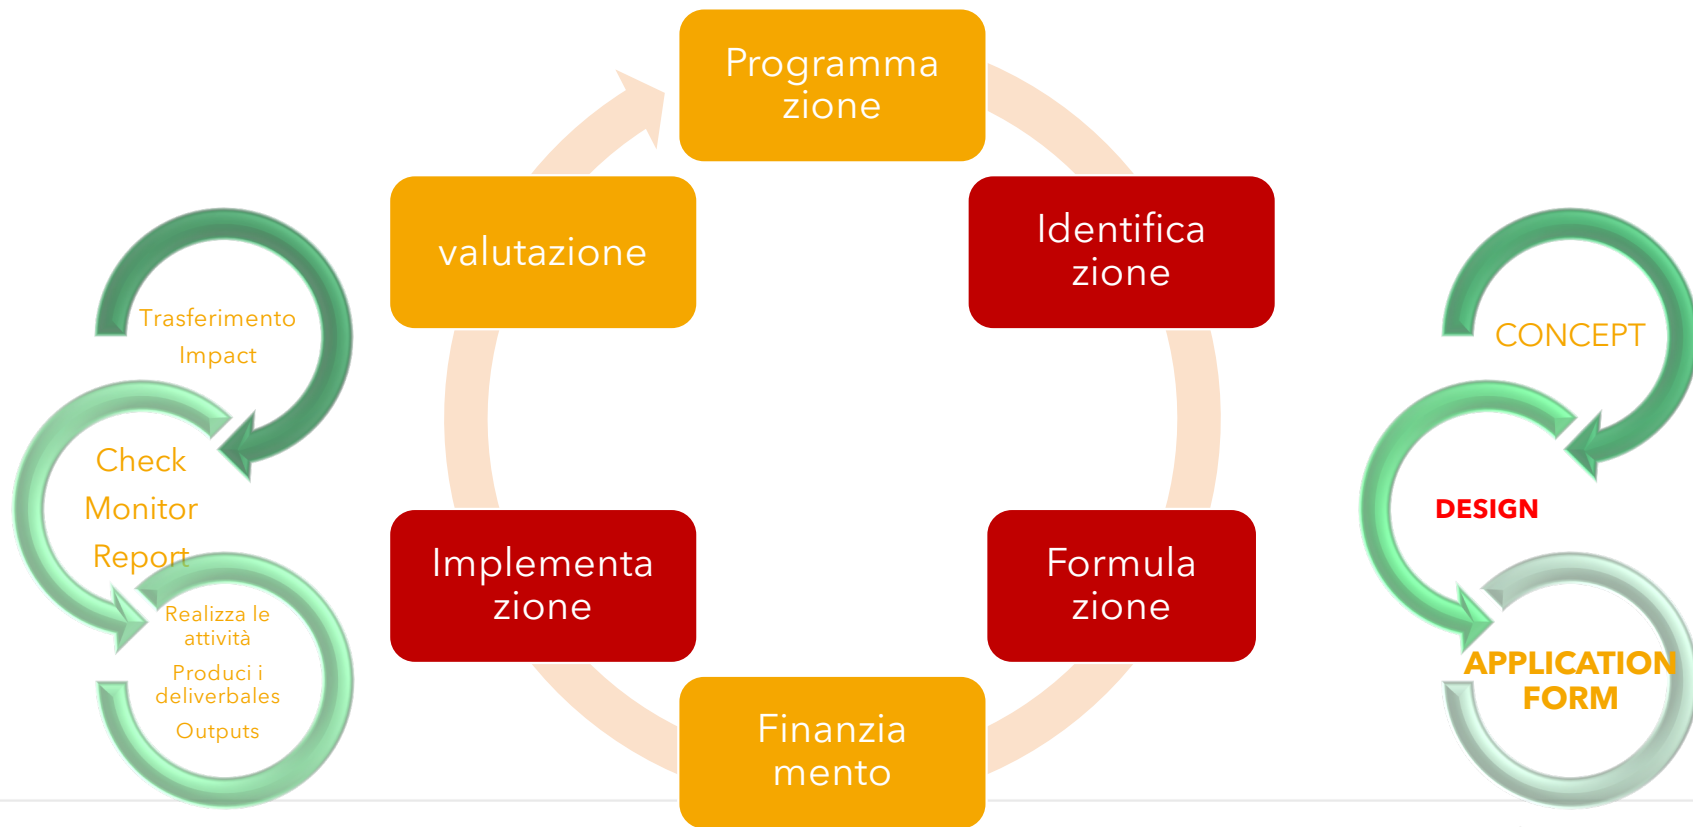 Programma
zione
Identifica
zione
Formula
zione
Finanzia
mento
Implementa
zione
valutazione
Trasferimento
Impact
Check
Monitor
Report
Realizza le
attività
Produci i
deliverbales
Outputs
CONCEPT
DESIGN
APPLICATION
FORM